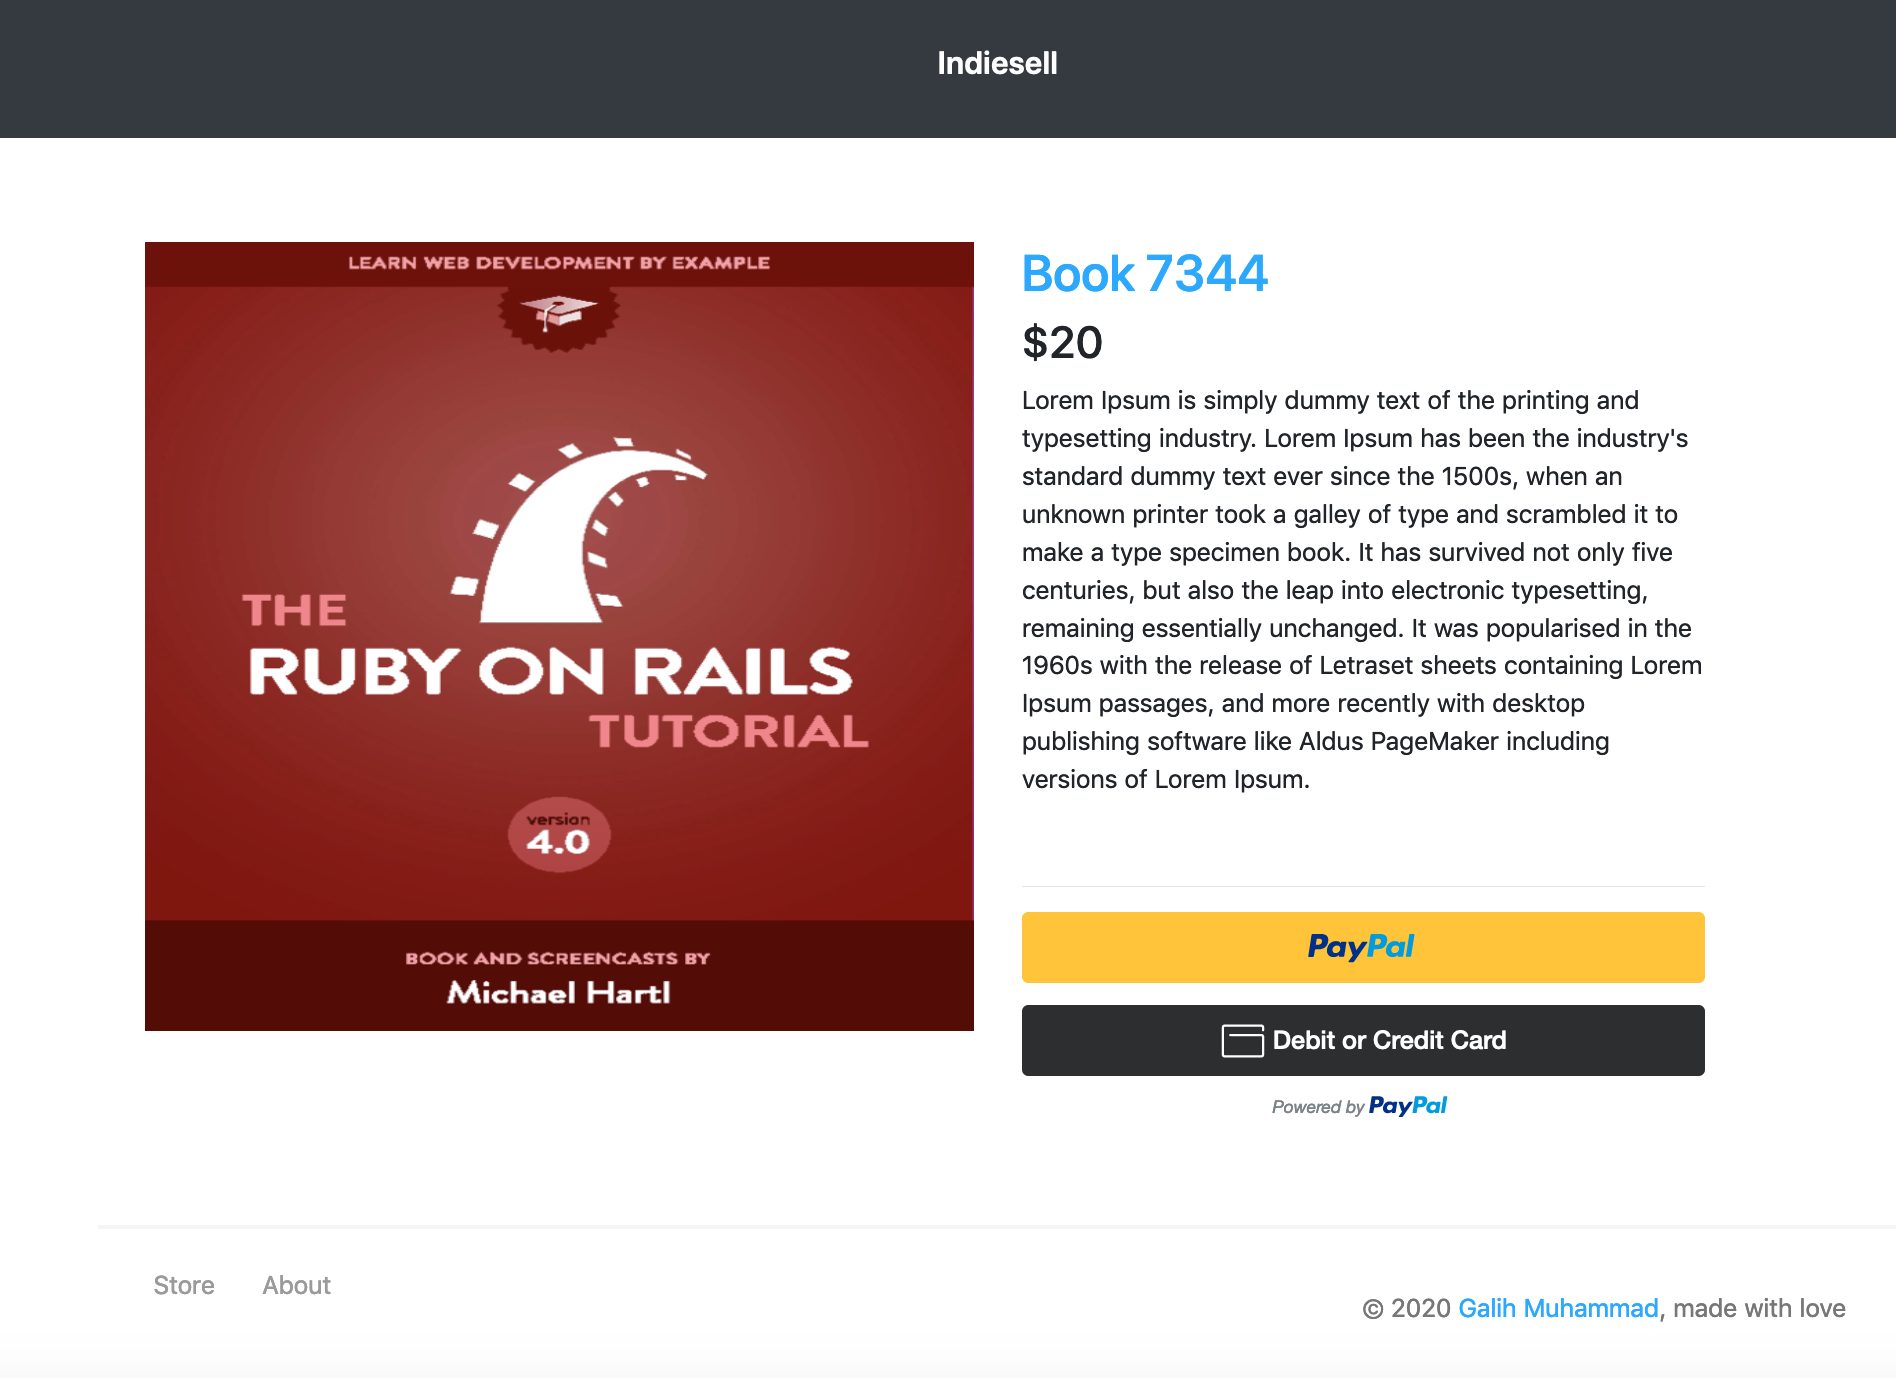 Indiesell
LEARN WEB DEVELOPMENT BY EXAMPLE
THE
RUBY ON RAILS
TUTORIAL
version
4.0
BOOK AND SCREENCASTS BY
Michael Hartl
Book 7344
$20
Lorem Ipsum is simply dummy text of the printing and
typesetting industry. Lorem Ipsum has been the industry's
standard dummy text ever since the 1500s, when an
unknown printer took a galley of type and scrambled it to
make a type specimen book. It has survived not only five
centuries, but also the leap into electronic typesetting,
remaining essentially unchanged. It was popularised in the
1960s with the release of Letraset sheets containing Lorem
Ipsum passages, and more recently with desktop
publishing software like Aldus PageMaker including
versions of Lorem Ipsum.
PayPal
Debit or Credit Card
Powered by PayPal
Store About
© 2020 Galih Muhammad, made with love